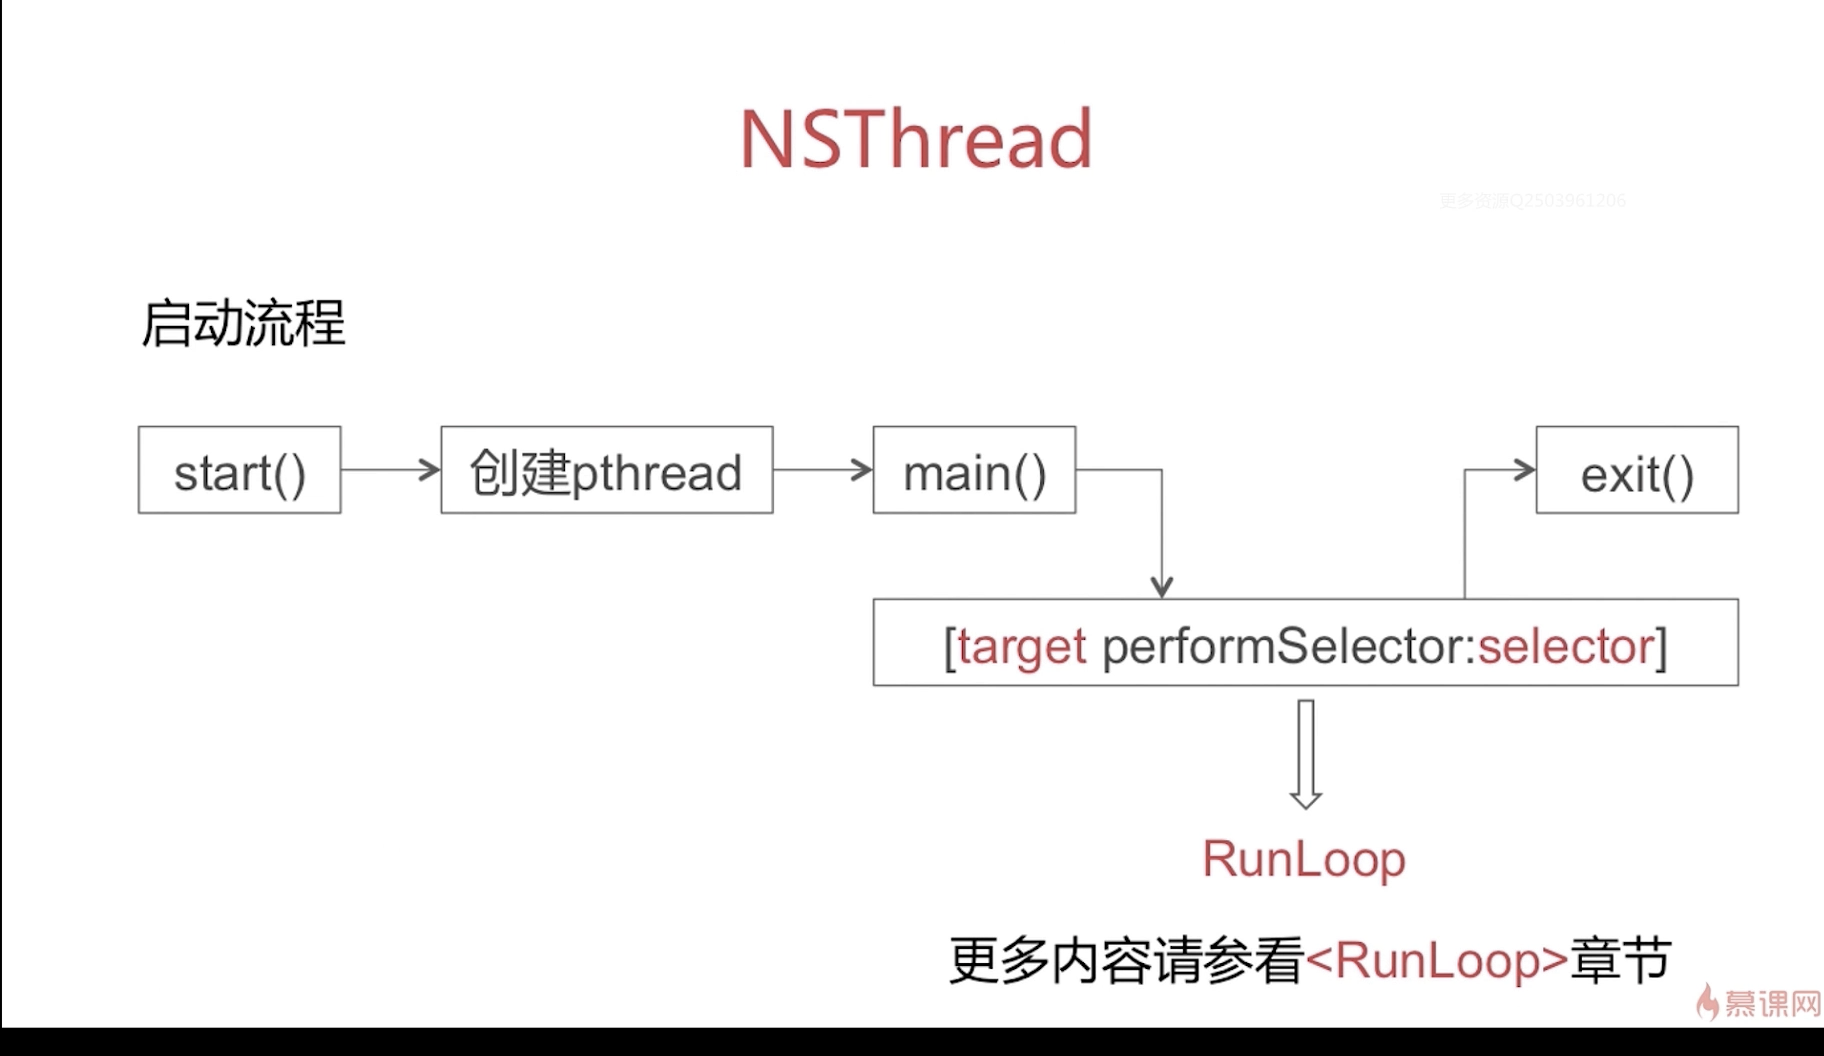 NSThread
更多资源Q2503961206
启动流程
start()
创建pthread
main()
exit()
[target performSelector:selector]
RunLoop
更多内容请参看<RunLoop>章节
慕课网